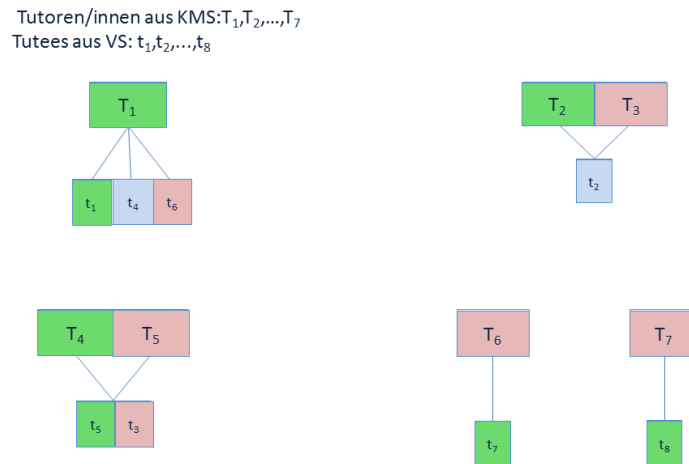 Tutoren/innen aus KMS:T₁,T₂,...,T₇
Tutees aus VS: t₁,t₂,...,t₈
T₁
T₂ T₃
t₁ t₄ t₆
t₂
T₄ T₅
T₆
T₇
t₅ t₃
t₇
t₈